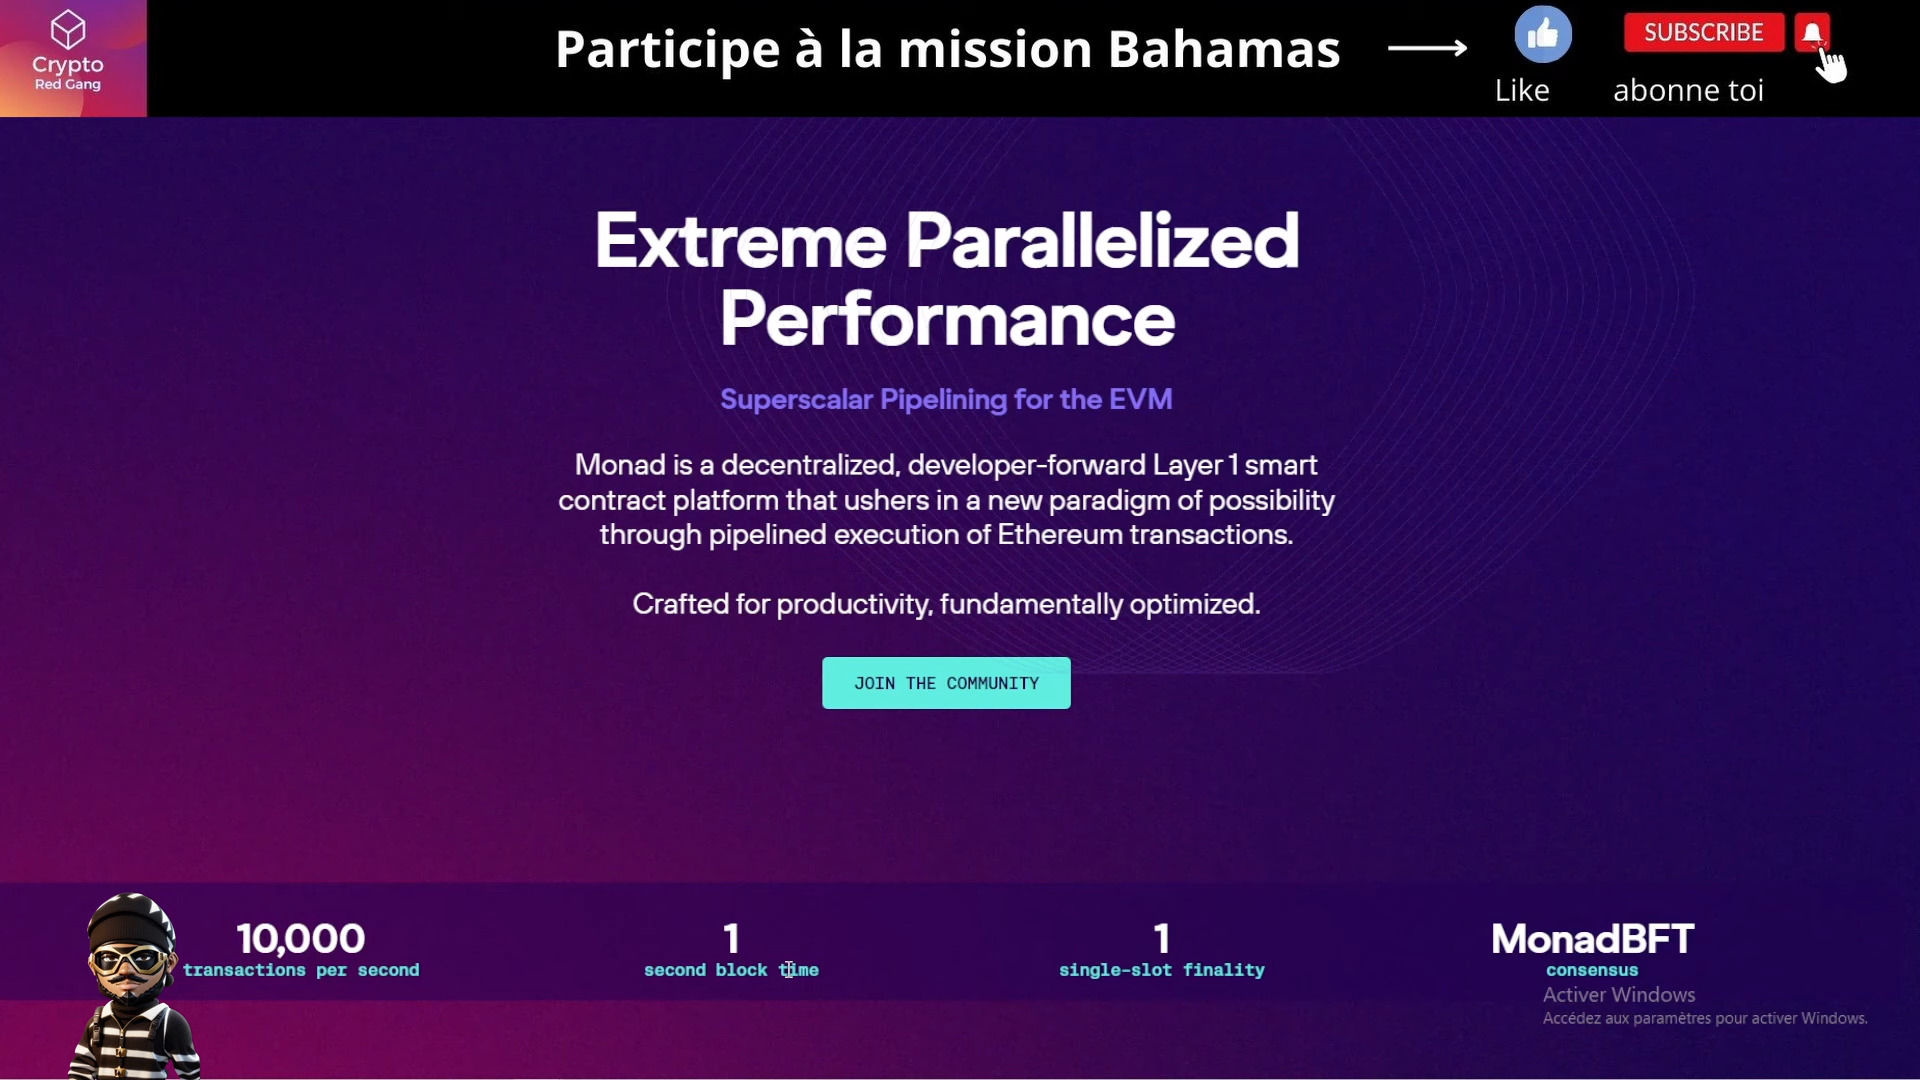 Crypto
Red Gang
Participe à la mission Bahamas
SUBSCRIBE
Like
abonne toi
Extreme Parallelized
Performance
Superscalar Pipelining for the EVM
Monad is a decentralized, developer-forward Layer 1 smart
contract platform that ushers in a new paradigm of possibility
through pipelined execution of Ethereum transactions.
Crafted for productivity, fundamentally optimized.
JOIN THE COMMUNITY
10,000
transactions per second
1
second block time
1
single-slot finality
MonadBFT
consensus
Activer Windows
Accédez aux paramètres pour activer Windows.